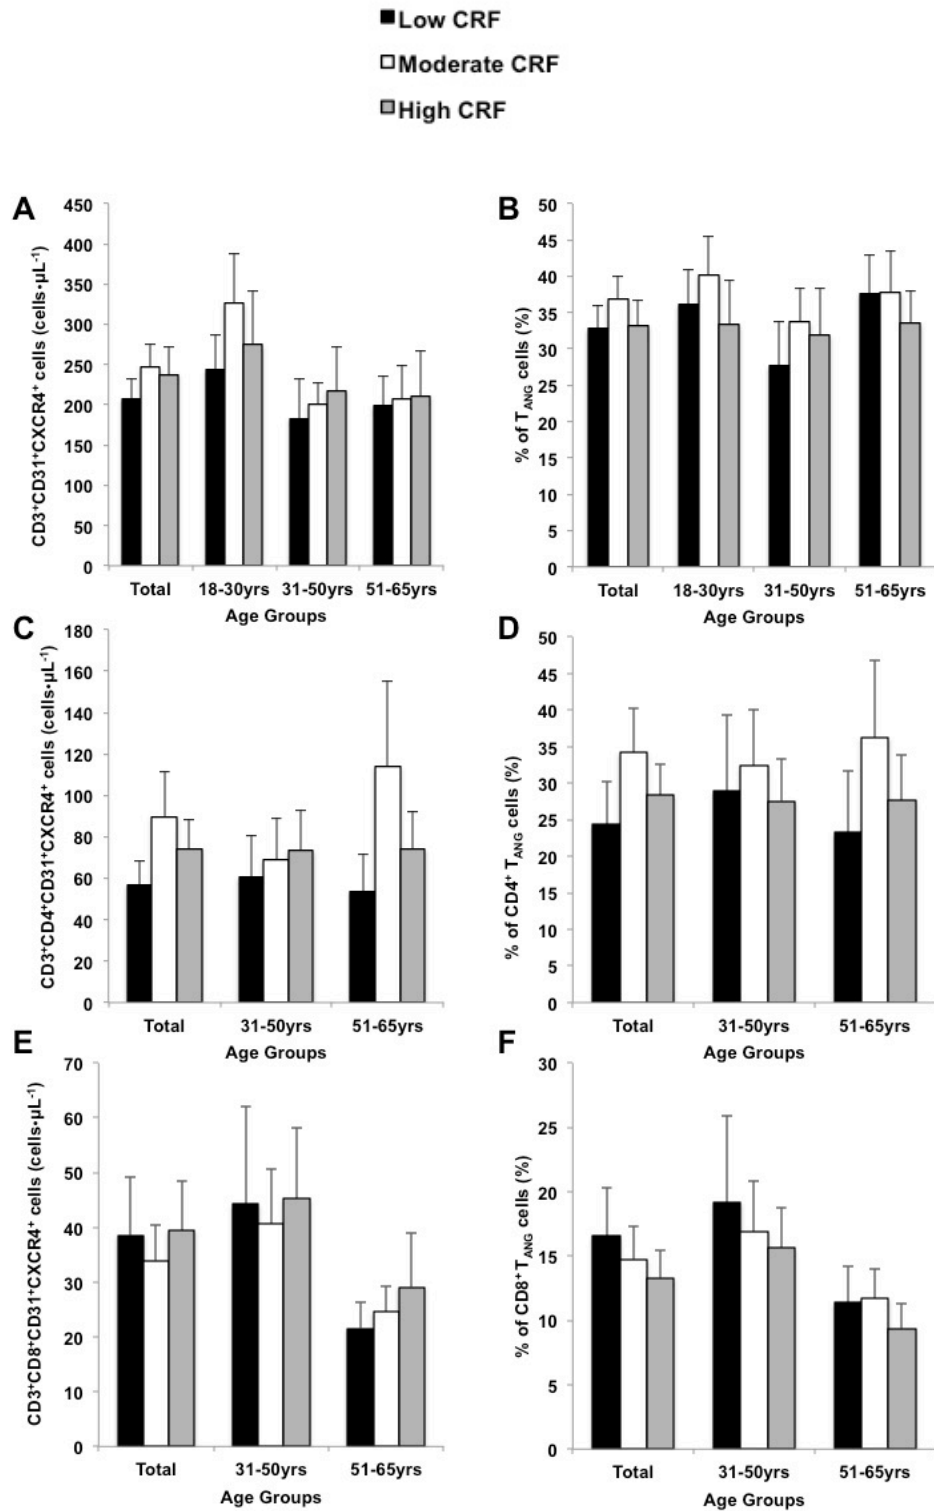 Low CRF
Moderate CRF
High CRF
A
CD3⁺CD31⁺CXCR4⁺ cells (cells•µL⁻¹)
450
400
350
300
250
200
150
100
50
0
Total 18-30yrs 31-50yrs 51-65yrs
Age Groups
B
% of T_ANG cells (%)
50
45
40
35
30
25
20
15
10
5
0
Total 18-30yrs 31-50yrs 51-65yrs
Age Groups
C
CD3⁺CD4⁺CD31⁺CXCR4⁺ cells (cells•µL⁻¹)
180
160
140
120
100
80
60
40
20
0
Total 31-50yrs 51-65yrs
Age Groups
D
% of CD4⁺ T_ANG cells (%)
50
45
40
35
30
25
20
15
10
5
0
Total 31-50yrs 51-65yrs
Age Groups
E
CD3⁺CD8⁺CD31⁺CXCR4⁺ cells (cells•µL⁻¹)
70
60
50
40
30
20
10
0
Total 31-50yrs 51-65yrs
Age Groups
F
% of CD8⁺ T_ANG cells (%)
30
25
20
15
10
5
0
Total 31-50yrs 51-65yrs
Age Groups